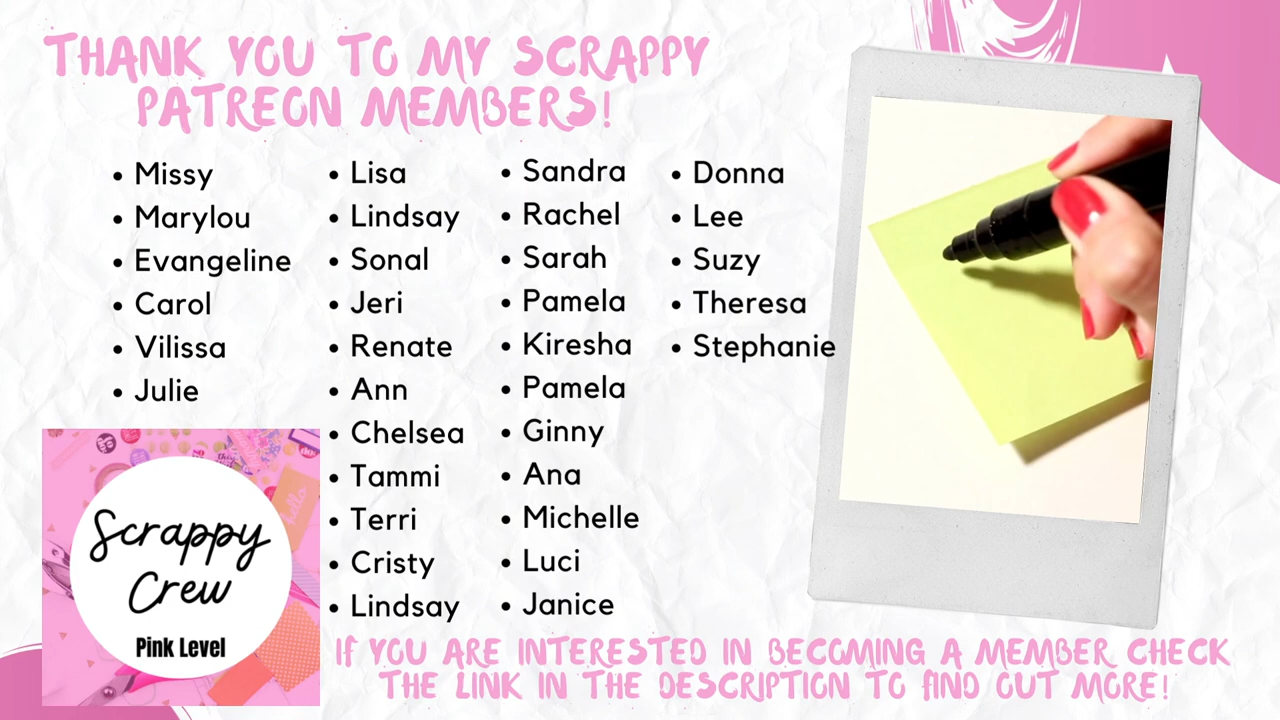 THANK YOU TO MY SCRAPPY
PATREON MEMBERS!
• Missy
• Marylou
• Evangeline
• Carol
• Vilissa
• Julie
• Lisa
• Lindsay
• Sonal
• Jeri
• Renate
• Ann
• Chelsea
• Tammi
• Terri
• Cristy
• Lindsay
• Sandra
• Rachel
• Sarah
• Pamela
• Kiresha
• Pamela
• Ginny
• Ana
• Michelle
• Luci
• Janice
• Donna
• Lee
• Suzy
• Theresa
• Stephanie
hello
Scrappy
Crew
Pink Level
IF YOU ARE INTERESTED IN BECOMING A MEMBER CHECK
THE LINK IN THE DESCRIPTION TO FIND OUT MORE!